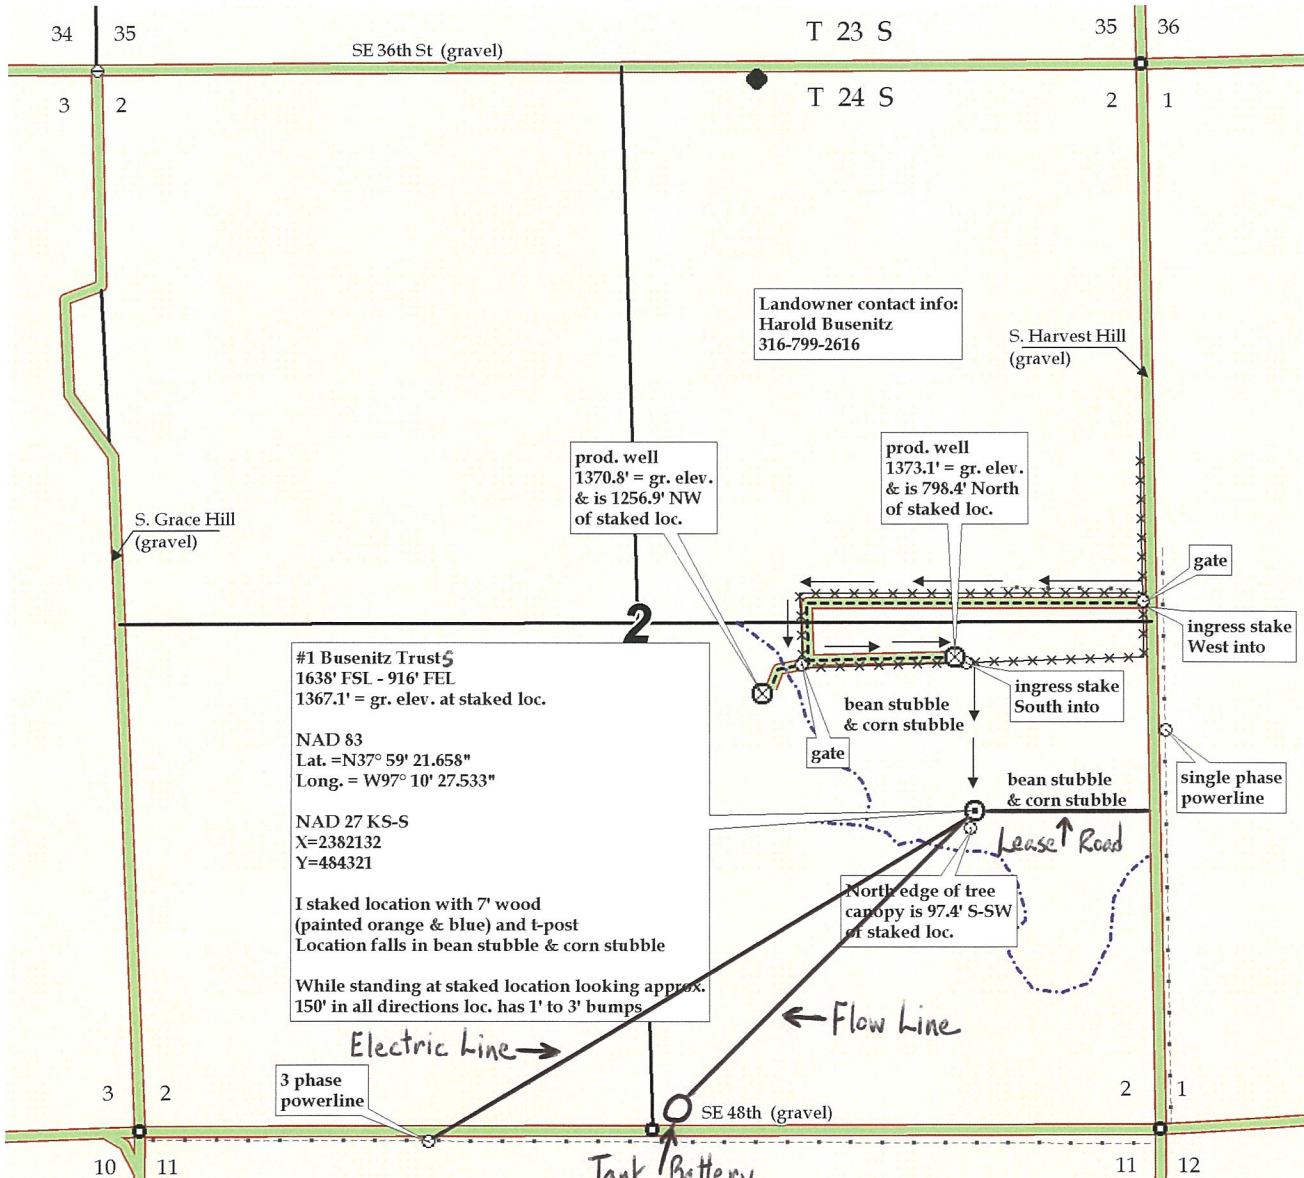 34 35
SE 36th St (gravel)
T 23 S
35 36
3 2
T 24 S
2 1
Landowner contact info:
Harold Busenitz
316-799-2616
S. Harvest Hill
(gravel)
prod. well
1370.8' = gr. elev.
& is 1256.9' NW
of staked loc.
prod. well
1373.1' = gr. elev.
& is 798.4' North
of staked loc.
S. Grace Hill
(gravel)
gate
ingress stake
West into
2
#1 Busenitz Trusts
1638' FSL - 916' FEL
1367.1' = gr. elev. at staked loc.
NAD 83
Lat. =N37° 59' 21.658"
Long. = W97° 10' 27.533"
NAD 27 KS-S
X=2382132
Y=484321
I staked location with 7' wood
(painted orange & blue) and t-post
Location falls in bean stubble & corn stubble
While standing at staked location looking approx.
150' in all directions loc. has 1' to 3' bumps
ingress stake
South into
bean stubble
& corn stubble
gate
bean stubble
& corn stubble
single phase
powerline
Lease Road
North edge of tree
canopy is 97.4' S-SW
of staked loc.
Flow Line
Electric Line
3 phase
powerline
3 2
2 1
SE 48th (gravel)
10 11
Tank Battery
11 12